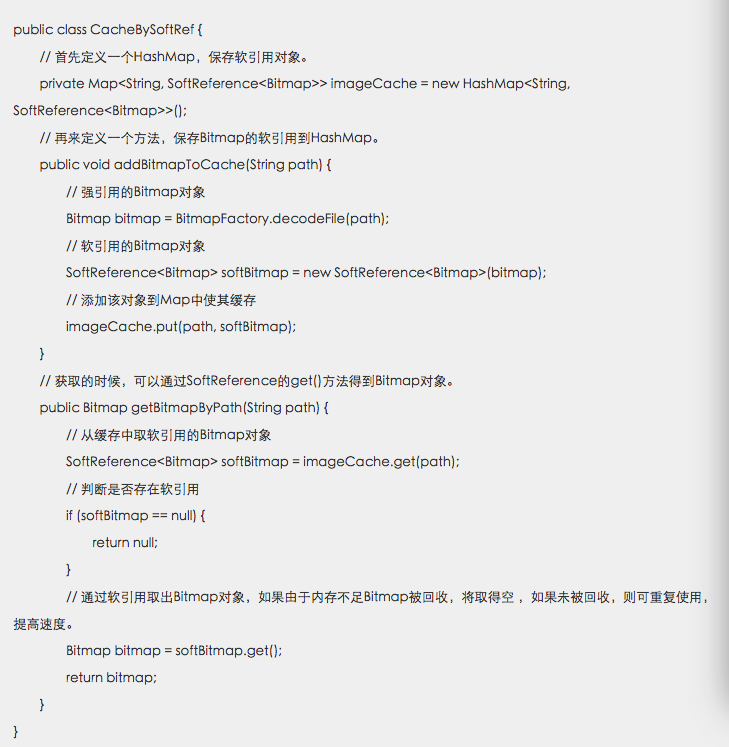 public class CacheBySoftRef {
// 首先定义一个HashMap，保存软引用对象。
private Map<String, SoftReference<Bitmap>> imageCache = new HashMap<String,
SoftReference<Bitmap>>();
// 再来定义一个方法，保存Bitmap的软引用到HashMap。
public void addBitmapToCache(String path) {
// 强引用的Bitmap对象
Bitmap bitmap = BitmapFactory.decodeFile(path);
// 软引用的Bitmap对象
SoftReference<Bitmap> softBitmap = new SoftReference<Bitmap>(bitmap);
// 添加该对象到Map中使其缓存
imageCache.put(path, softBitmap);
}
// 获取的时候，可以通过SoftReference的get()方法得到Bitmap对象。
public Bitmap getBitmapByPath(String path) {
// 从缓存中取软引用的Bitmap对象
SoftReference<Bitmap> softBitmap = imageCache.get(path);
// 判断是否存在软引用
if (softBitmap == null) {
return null;
}
// 通过软引用取出Bitmap对象，如果由于内存不足Bitmap被回收，将取得空 ，如果未被回收，则可重复使用，
提高速度。
Bitmap bitmap = softBitmap.get();
return bitmap;
}
}